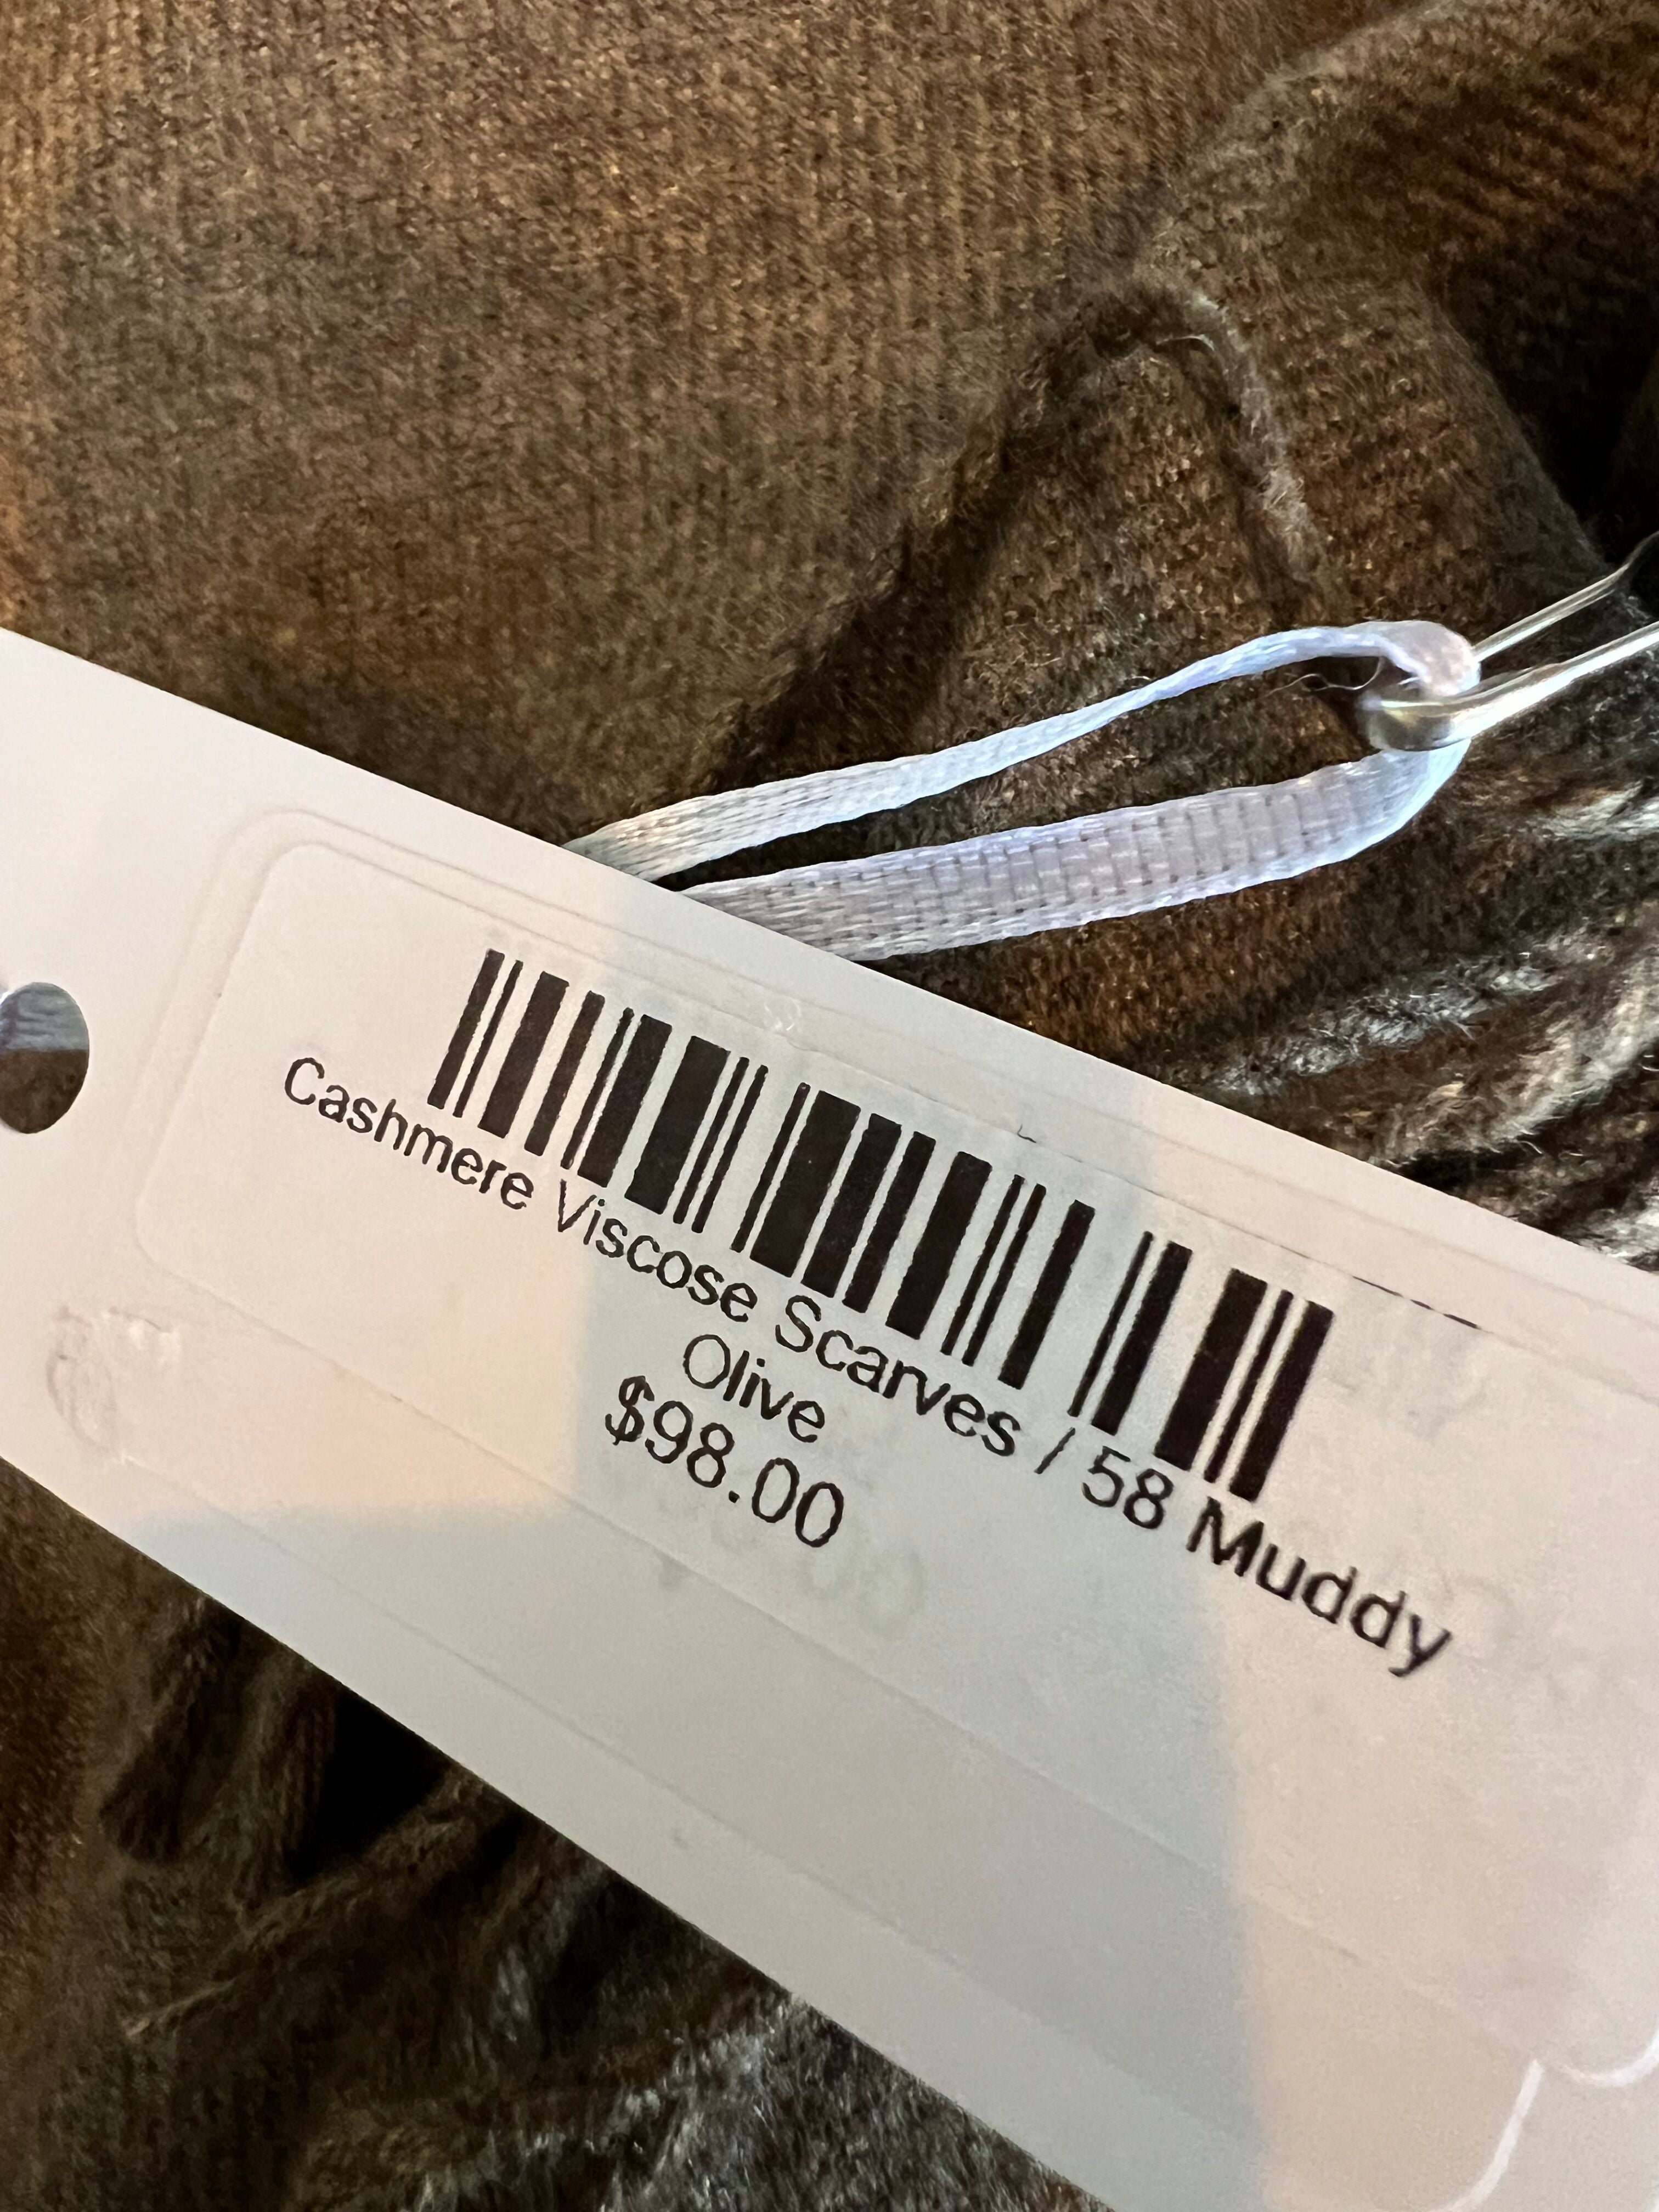 Cashmere Viscose Scarves / 58 Muddy
Olive
$98.00